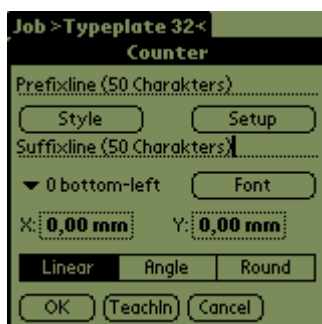 Job >Typeplate 32<
Counter
Prefixline (50 Charakters)
Style Setup
Suffixline (50 Charakters)
0 bottom-left Font
X: 0,00 mm Y: 0,00 mm
Linear Angle Round
OK TeachIn Cancel